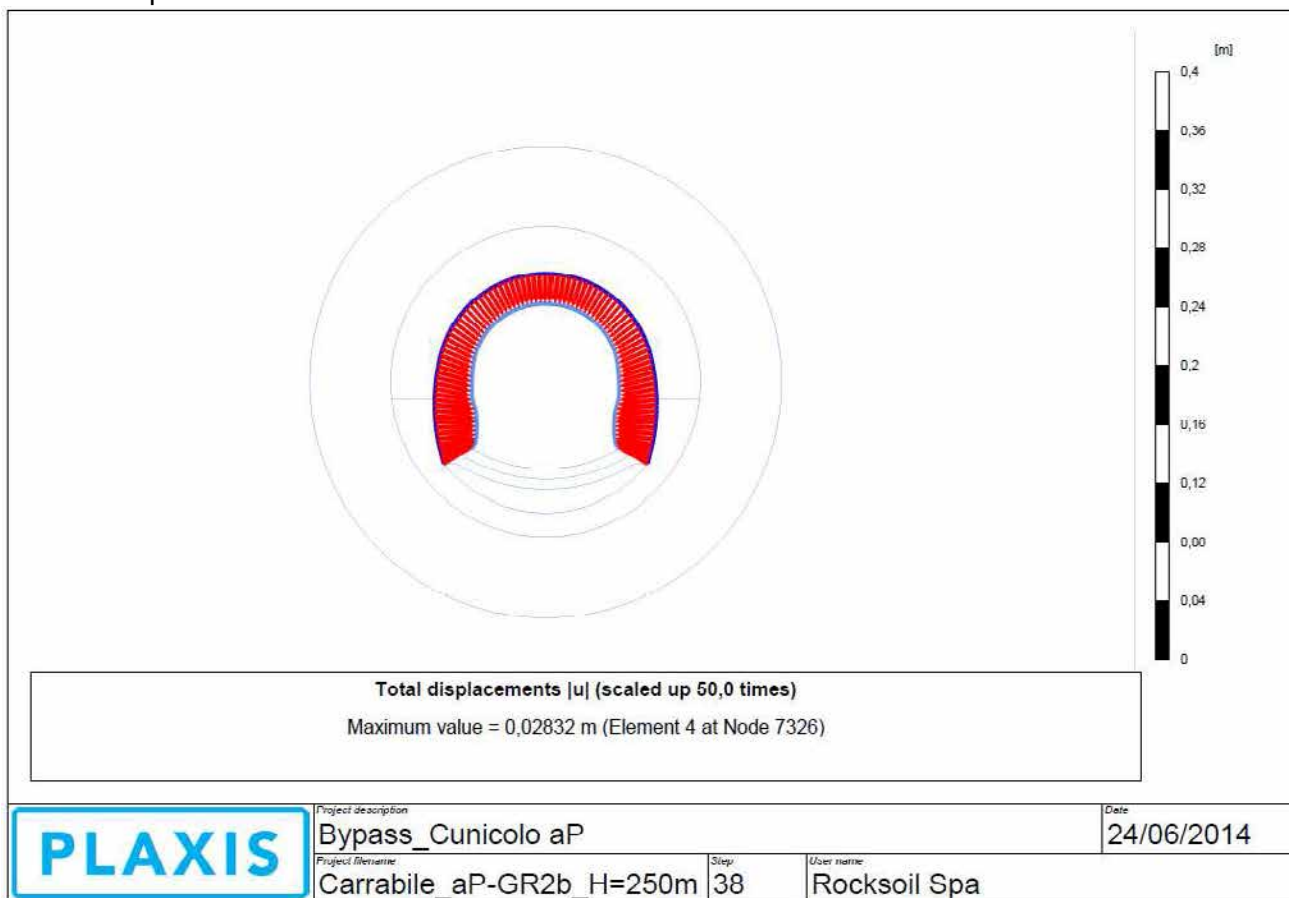 [m]
0,4
0,36
0,32
0,28
0,24
0,2
0,16
0,12
0,04
0
Total displacements |u| (scaled up 50,0 times)
Maximum value = 0,02832 m (Element 4 at Node 7326)
PLAXIS
Project description
Bypass_Cunicolo aP
Date
24/06/2014
Project filename
Carrabile_aP-GR2b_H=250m
Step
38
User name
Rocksoil Spa